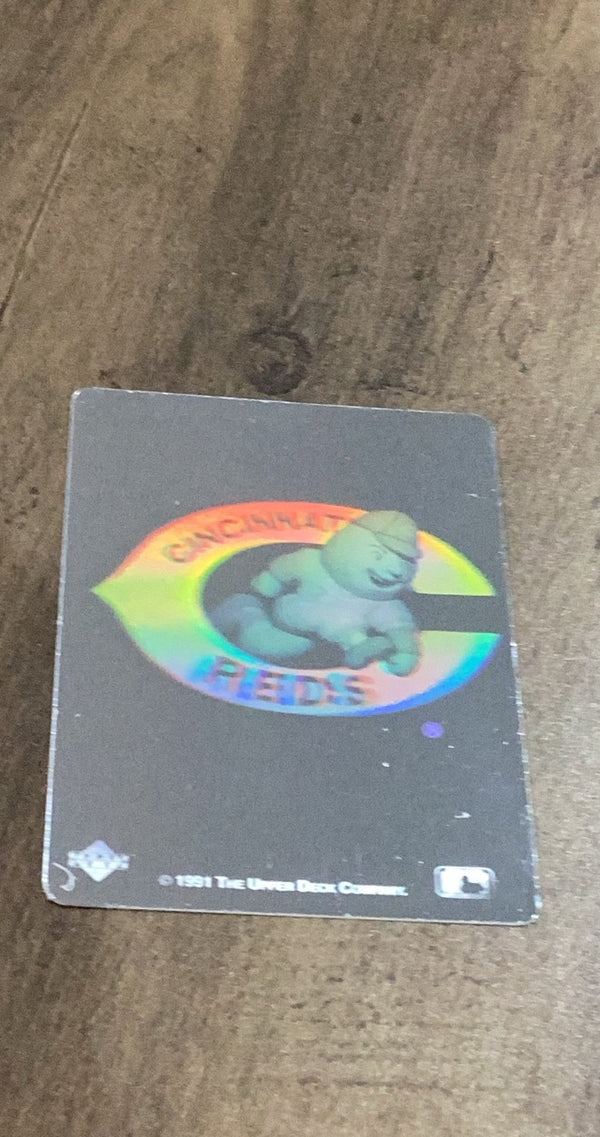 CINCINNATI
REDS
© 1991 THE UPPER DECK COMPANY.